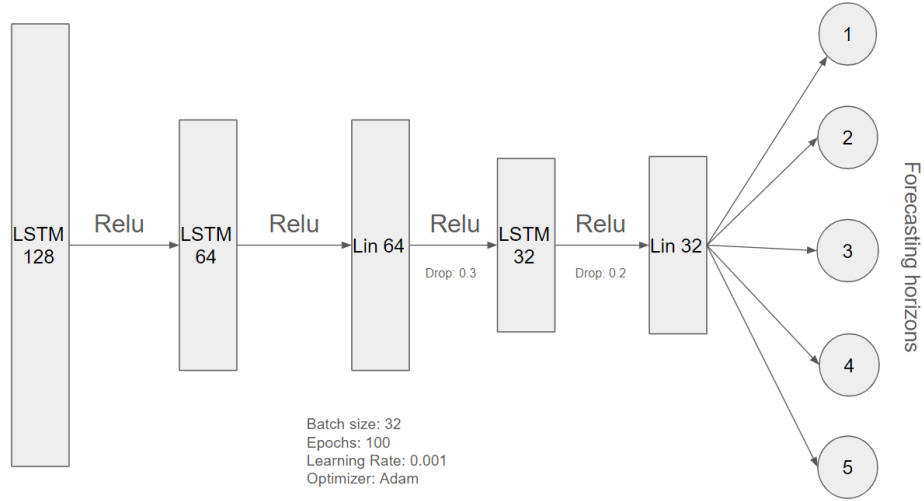 LSTM
128
Relu
LSTM
64
Relu
Lin 64
Relu
Drop: 0.3
LSTM
32
Relu
Drop: 0.2
Lin 32
1
2
3
4
5
Forecasting horizons
Batch size: 32
Epochs: 100
Learning Rate: 0.001
Optimizer: Adam